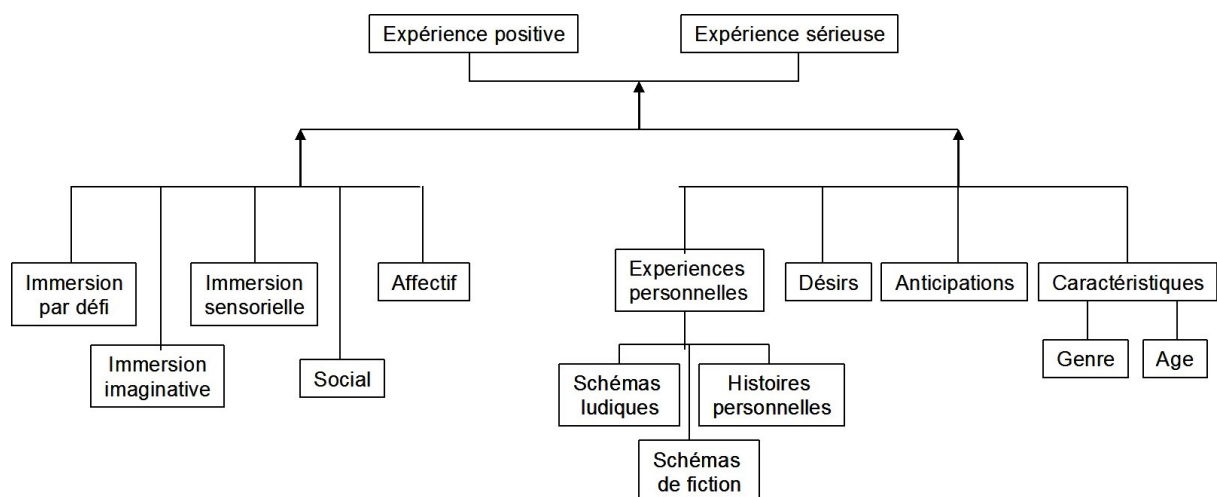 Expérience positive
Expérience sérieuse
Immersion
par défi
Immersion
imaginative
Immersion
sensorielle
Social
Affectif
Experiences
personnelles
Désirs
Anticipations
Caractéristiques
Genre
Age
Schémas
ludiques
Schémas
de fiction
Histoires
personnelles